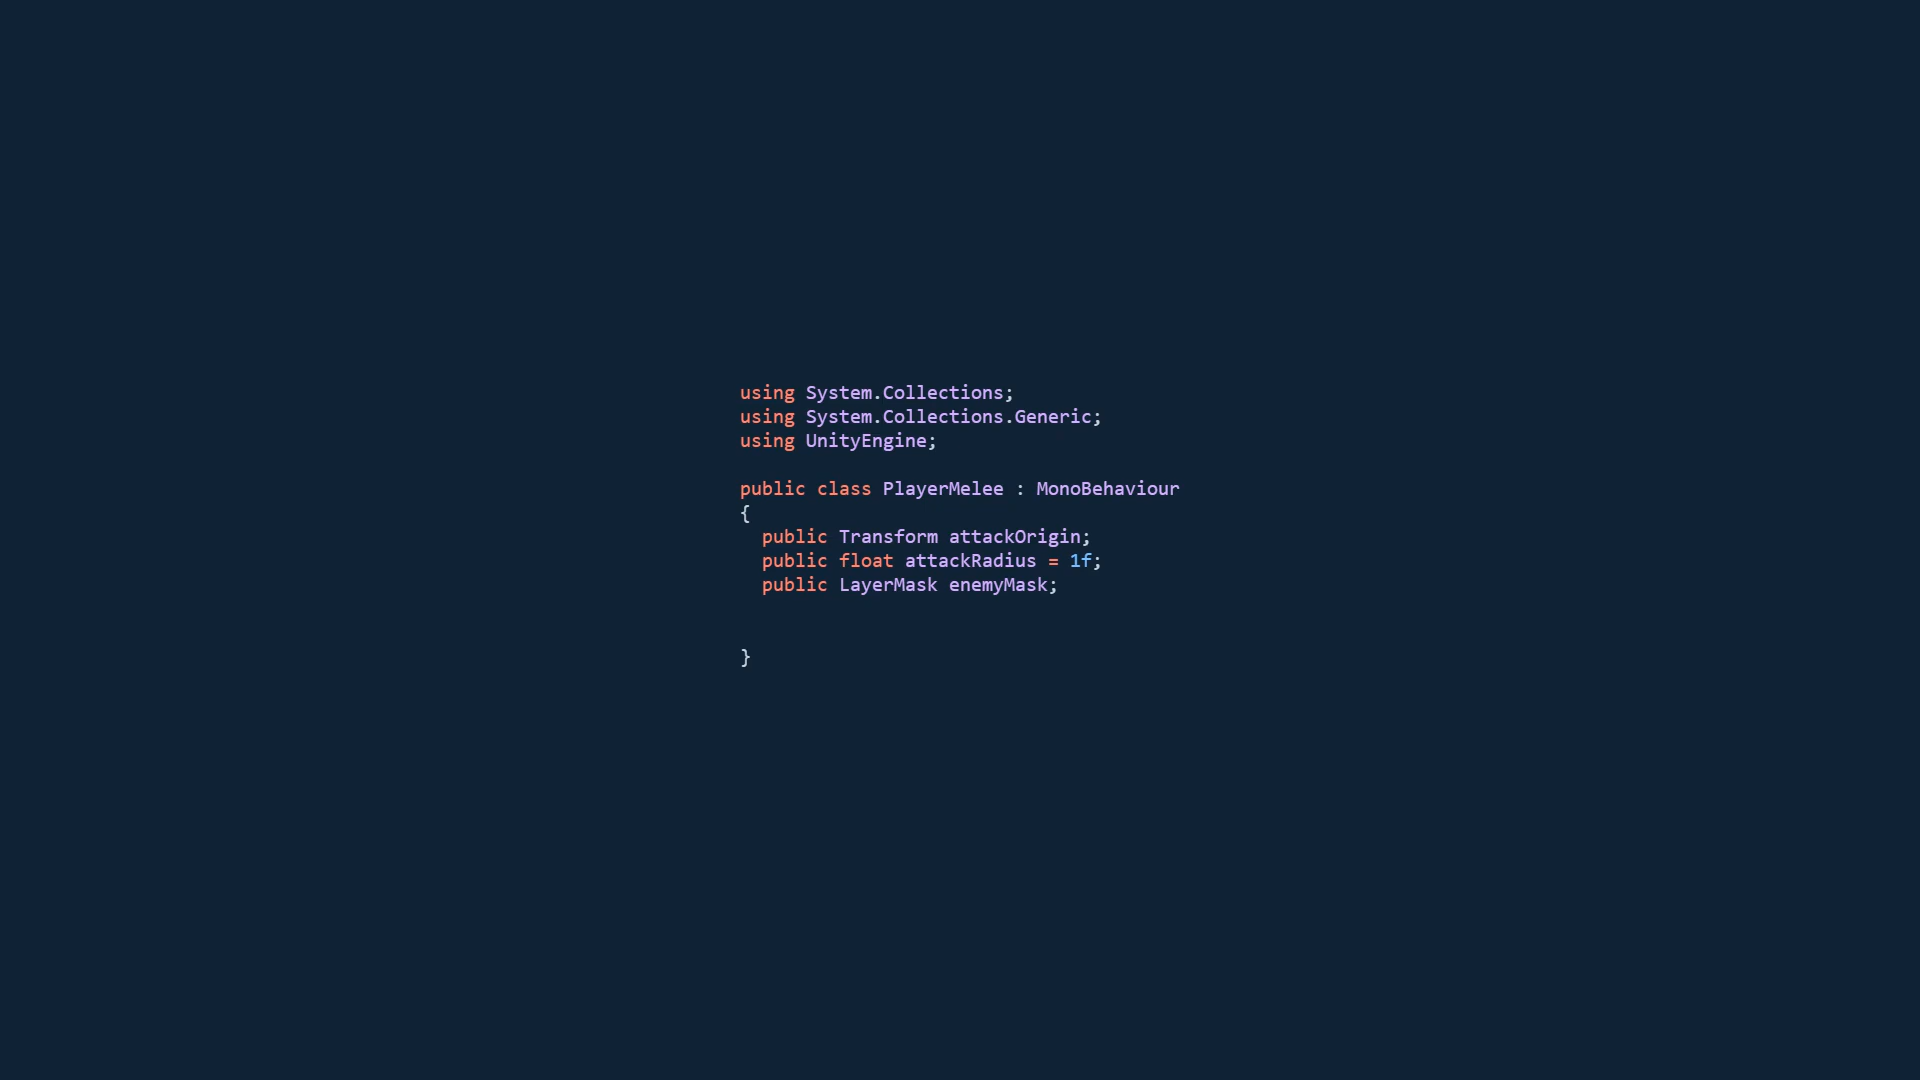 using System.Collections;
using System.Collections.Generic;
using UnityEngine;
public class PlayerMelee : MonoBehaviour
{
public Transform attackOrigin;
public float attackRadius = 1f;
public LayerMask enemyMask;
}